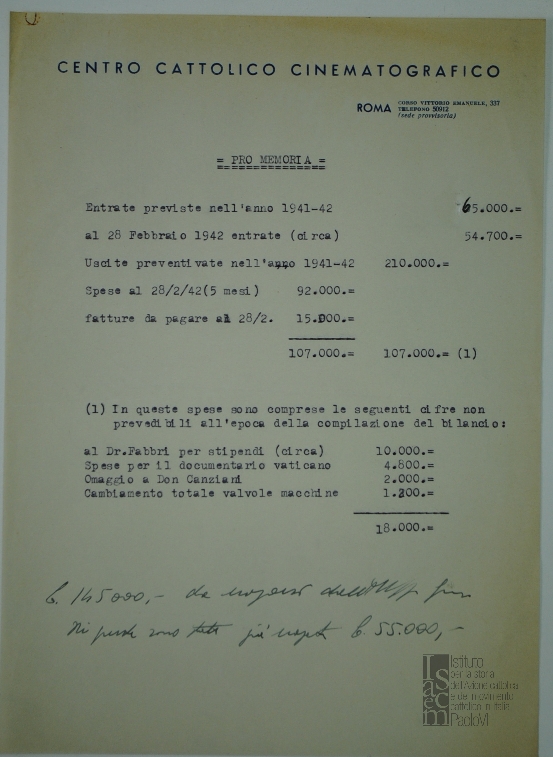 CENTRO CATTOLICO CINEMATOGRAFICO
ROMA CORSO VITTORIO EMANUELE, 337
TELEFONO 50912
(sede provvisoria)
= PRO MEMORIA =
Entrate previste nell'anno 1941-42 65.000.=
al 28 Febbraio 1942 entrate (circa) 54.700.=
Uscite preventivate nell'anno 1941-42 210.000.=
Spese al 28/2/42(5 mesi) 92.000.=
fatture da pagare al 28/2. 15.000.=
107.000.= 107.000.= (1)
(1) In queste spese sono comprese le seguenti cifre non
prevedibili all'epoca della compilazione del bilancio:
al Dr.Fabbri per stipendi (circa) 10.000.=
Spese per il documentario vaticano 4.800.=
Omaggio a Don Canziani 2.000.=
Cambiamento totale valvole macchine 1.200.=
18.000.=
£. 145000,- da
sono già £. 55.000,-
Isacem
Istituto
per la storia
dell'Azione cattolica
e del movimento
cattolico in Italia
Paolo VI